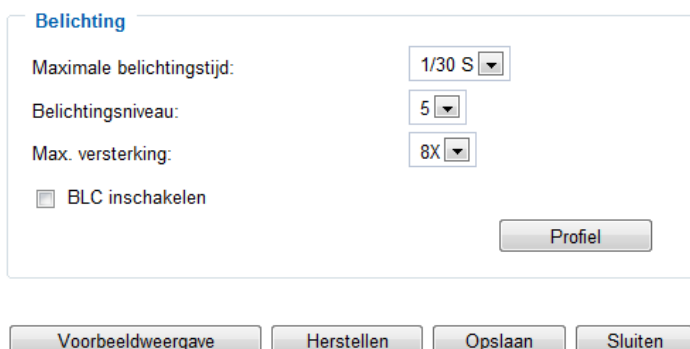 Belichting
Maximale belichtingstijd: 1/30 S
Belichtingsniveau: 5
Max. versterking: 8X
BLC inschakelen
Profiel
Voorbeeldweergave Herstellen Opslaan Sluiten